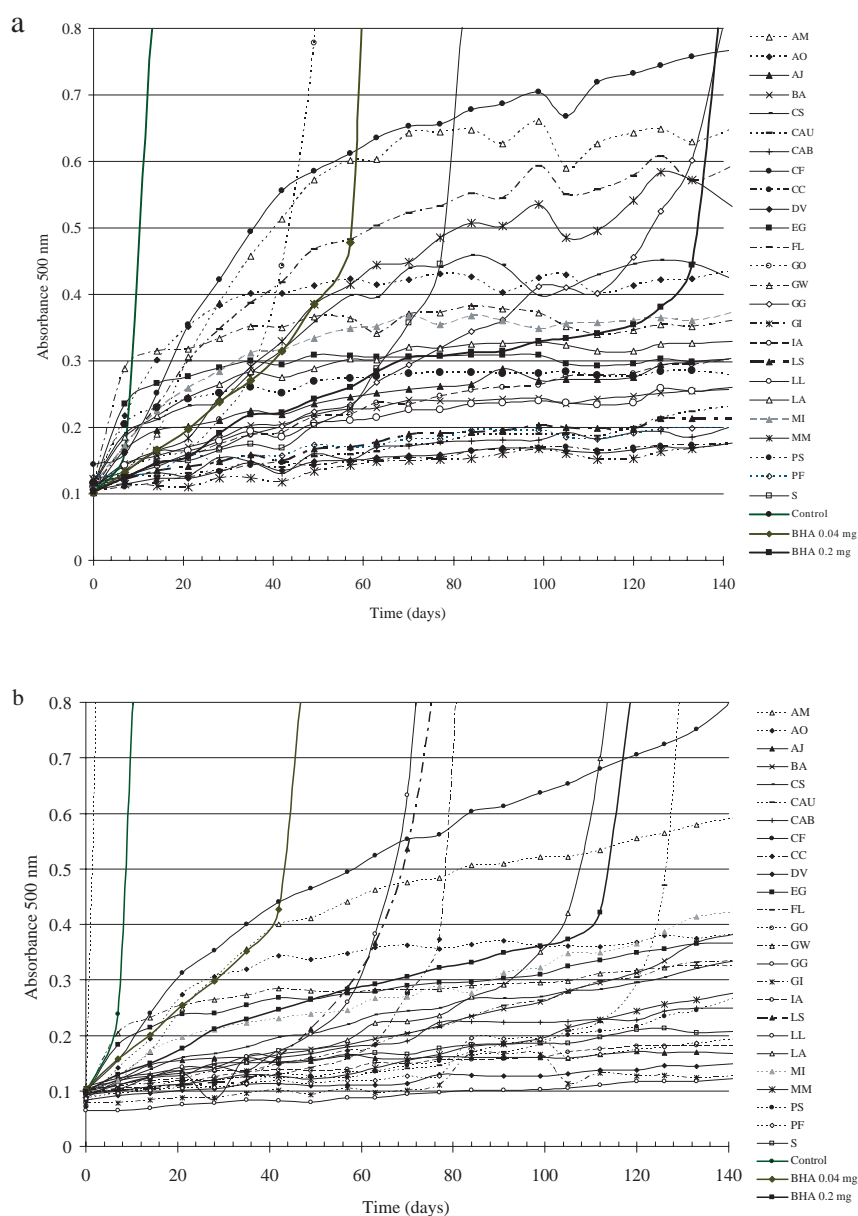 a
0.8
0.7
0.6
0.5
0.4
0.3
0.2
0.1
0
Absorbance 500 nm
0 20 40 60 80 100 120 140
Time (days)
AM
AO
AJ
BA
CS
CAU
CAB
CF
CC
DV
EG
FL
GO
GW
GG
GI
IA
LS
LL
LA
MI
MM
PS
PF
S
Control
BHA 0.04 mg
BHA 0.2 mg
b
0.8
0.7
0.6
0.5
0.4
0.3
0.2
0.1
0
Absorbance 500 nm
0 20 40 60 80 100 120 140
Time (days)
AM
AO
AJ
BA
CS
CAU
CAB
CF
CC
DV
EG
FL
GO
GW
GG
GI
IA
LS
LL
LA
MI
MM
PS
PF
S
Control
BHA 0.04 mg
BHA 0.2 mg